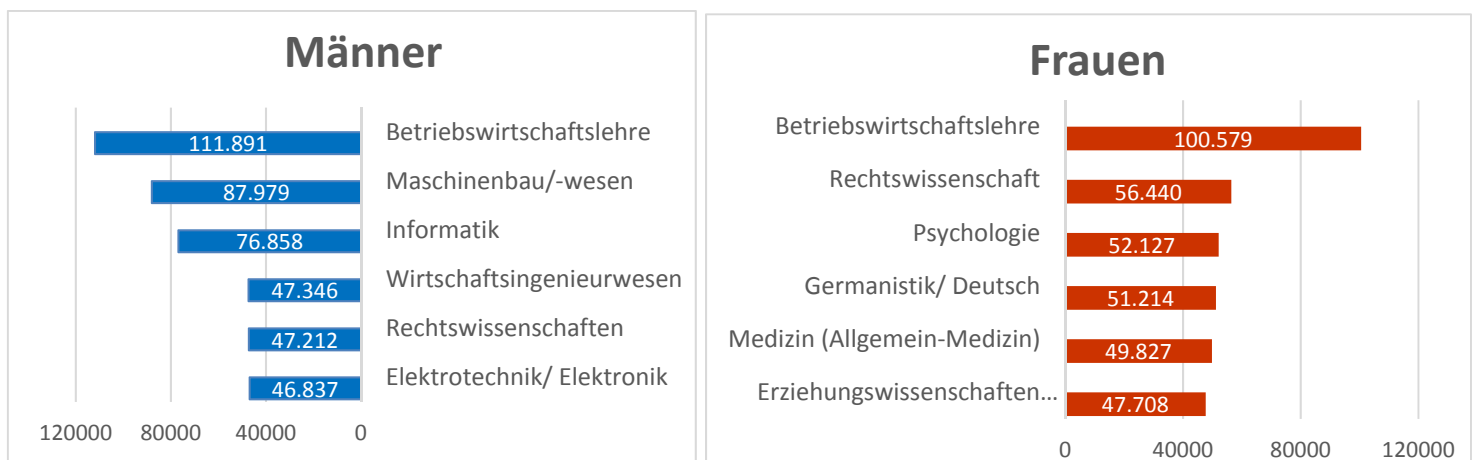 Männer
Betriebswirtschaftslehre
111.891
Maschinenbau/-wesen
87.979
Informatik
76.858
Wirtschaftsingenieurwesen
47.346
Rechtswissenschaften
47.212
Elektrotechnik/ Elektronik
46.837
120000 80000 40000 0
Frauen
Betriebswirtschaftslehre
100.579
Rechtswissenschaft
56.440
Psychologie
52.127
Germanistik/ Deutsch
51.214
Medizin (Allgemein-Medizin)
49.827
Erziehungswissenschaften...
47.708
0 40000 80000 120000